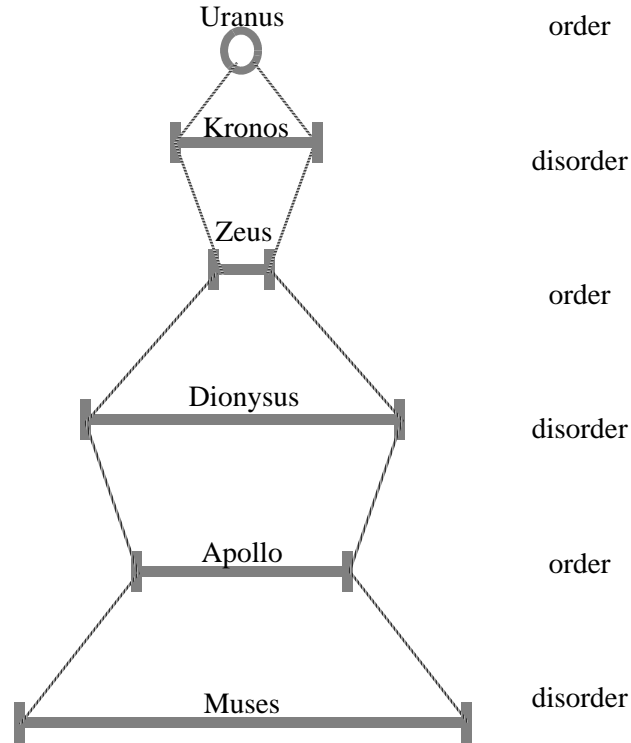 Uranus
order
Kronos
disorder
Zeus
order
Dionysus
disorder
Apollo
order
Muses
disorder